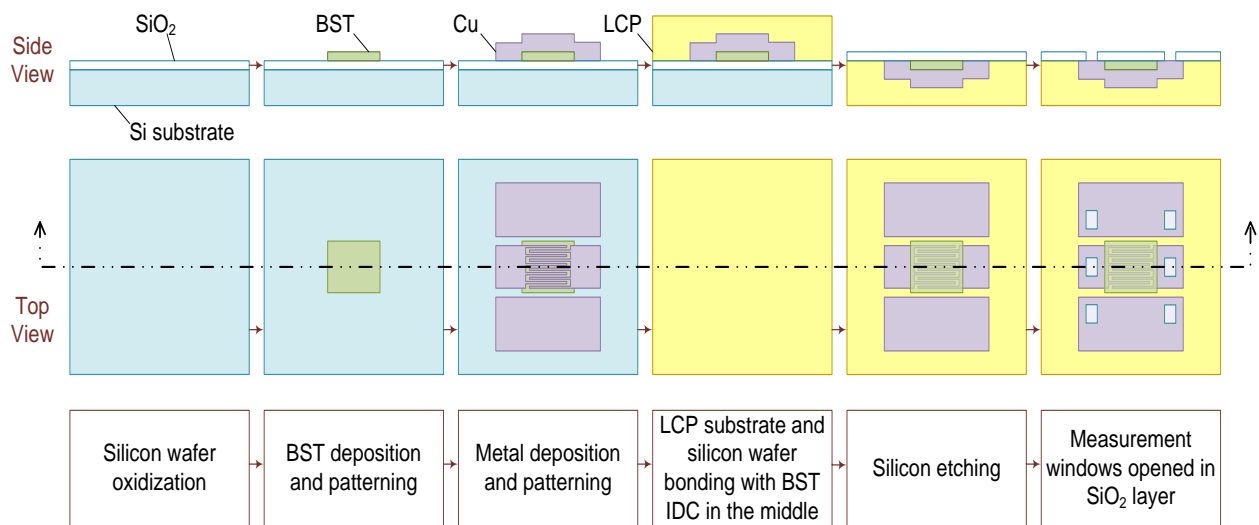 Side
View
SiO₂
BST
Cu
LCP
Si substrate
Top
View
Silicon wafer
oxidization
BST deposition
and patterning
Metal deposition
and patterning
LCP substrate and
silicon wafer
bonding with BST
IDC in the middle
Silicon etching
Measurement
windows opened in
SiO₂ layer